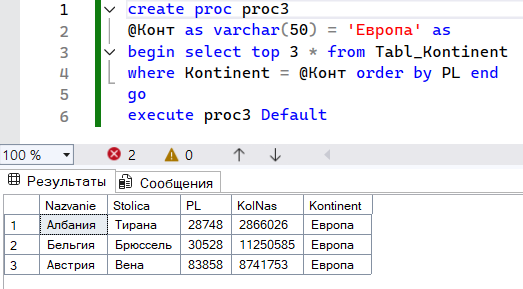 1 create proc proc3
2 @Конт as varchar(50) = 'Европа' as
3 begin select top 3 * from Tabl_Kontinent
4 where Kontinent = @Конт order by PL end
5 go
6 execute proc3 Default
100 % 2 0
Результаты Сообщения
Nazvanie Stolica PL KolNas Kontinent
1 Албания Тирана 28748 2866026 Европа
2 Бельгия Брюссель 30528 11250585 Европа
3 Австрия Вена 83858 8741753 Европа